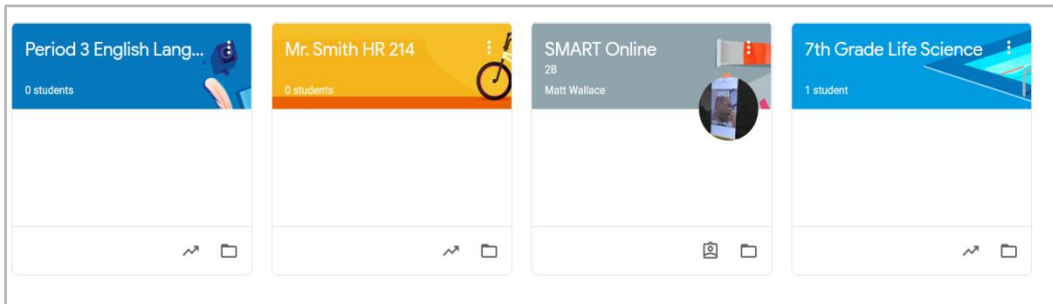 Period 3 English Lang...
0 students
Mr. Smith HR 214
0 students
SMART Online
2B
Matt Wallace
7th Grade Life Science
1 student